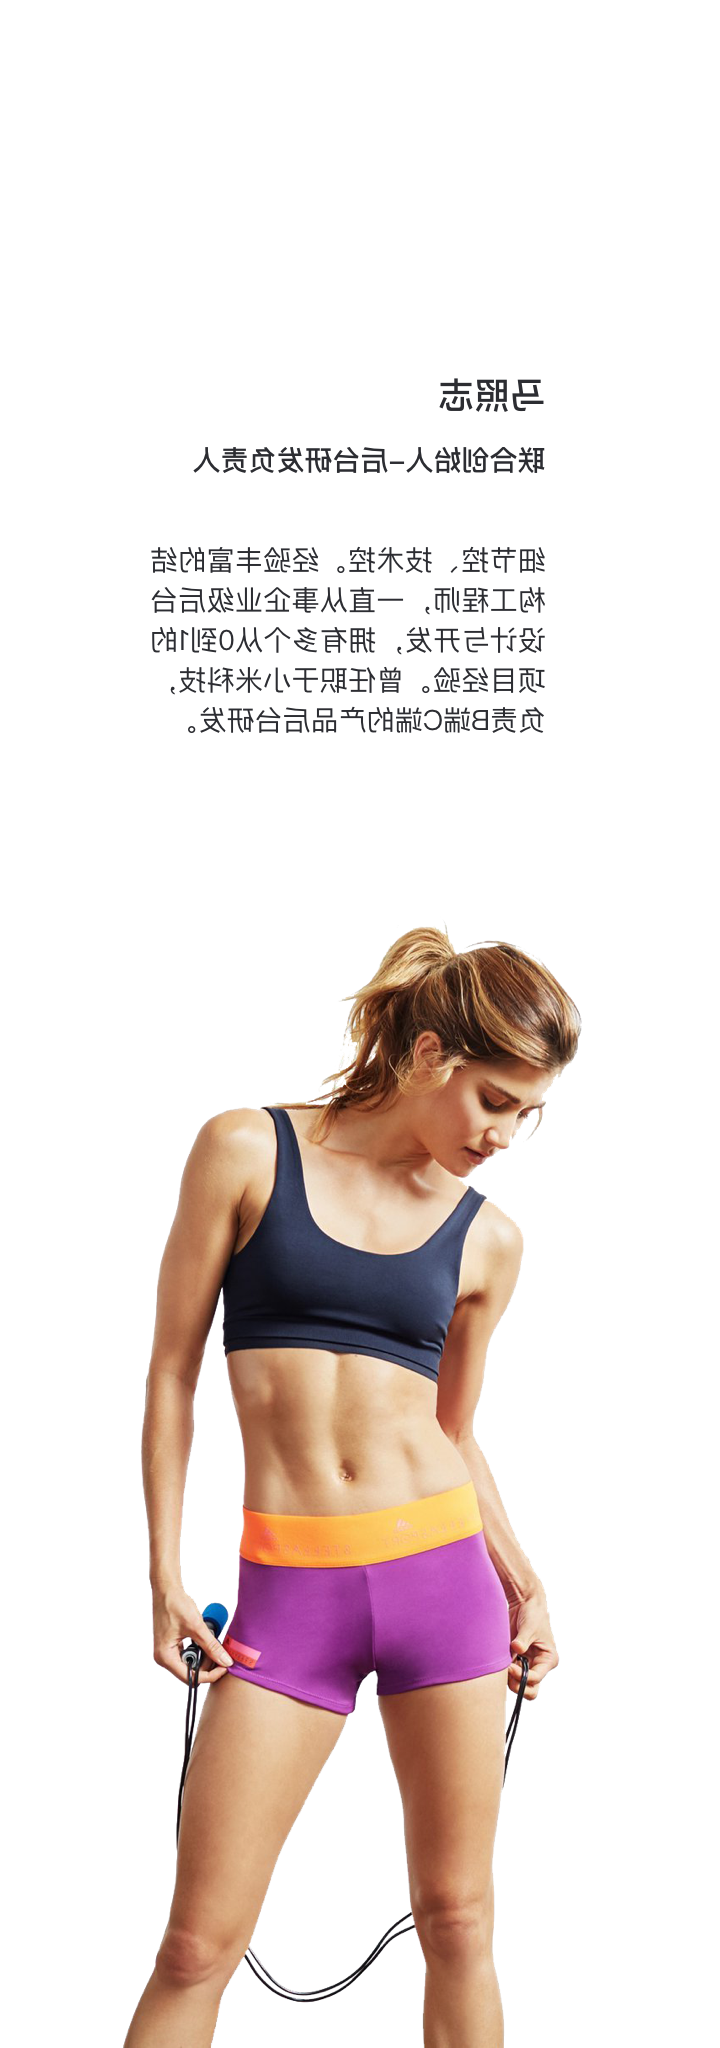 马照志
联合创始人-后台研发负责人
细节控、技术控。经验丰富的结
构工程师，一直从事企业级后台
设计与开发，拥有多个从0到1的
项目经验。曾任职于小米科技，
负责B端C端的产品后台研发。